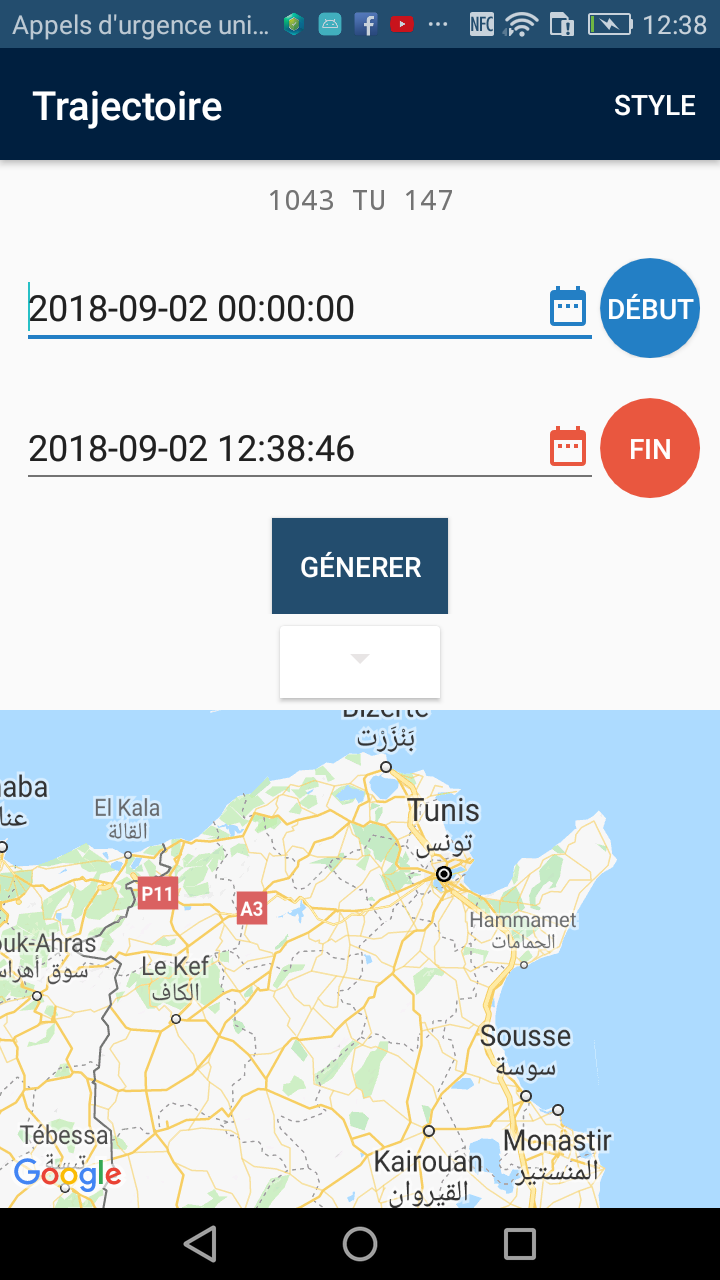 Appels d'urgence uni... NFC 12:38
Trajectoire STYLE
1043 TU 147
2018-09-02 00:00:00 DÉBUT
2018-09-02 12:38:46 FIN
GÉNERER
Bizerte
بَنْزَرْت
aba
عنا
Tunis
تونس
El Kala
القالة
P11
A3
Hammamet
الحمامات
ouk-Ahras
سوق أهراس
Le Kef
الكاف
Sousse
سوسة
Tébessa
Monastir
المنستير
Kairouan
القيروان
Google